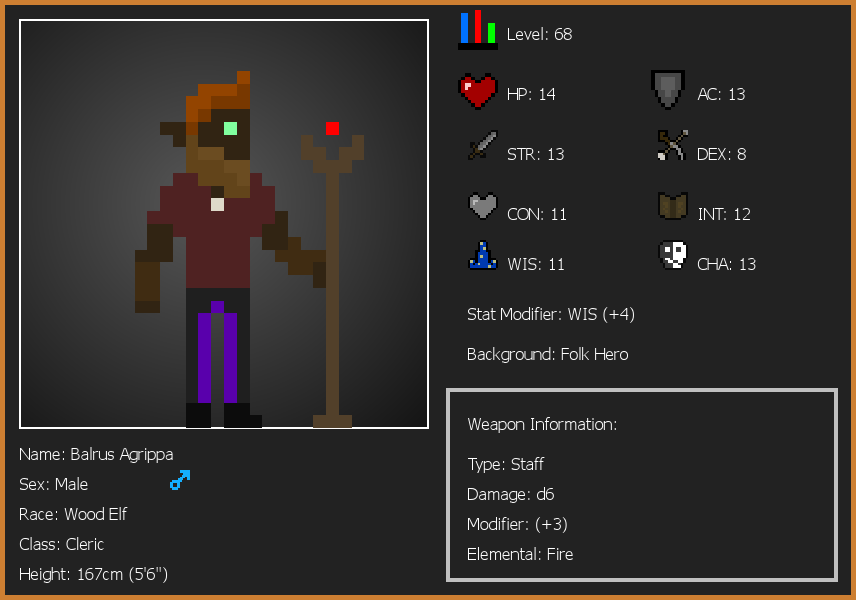 Level: 68
HP: 14
AC: 13
STR: 13
DEX: 8
CON: 11
INT: 12
WIS: 11
CHA: 13
Stat Modifier: WIS (+4)
Background: Folk Hero
Weapon Information:
Type: Staff
Damage: d6
Modifier: (+3)
Elemental: Fire
Name: Balrus Agrippa
Sex: Male
Race: Wood Elf
Class: Cleric
Height: 167cm (5'6")